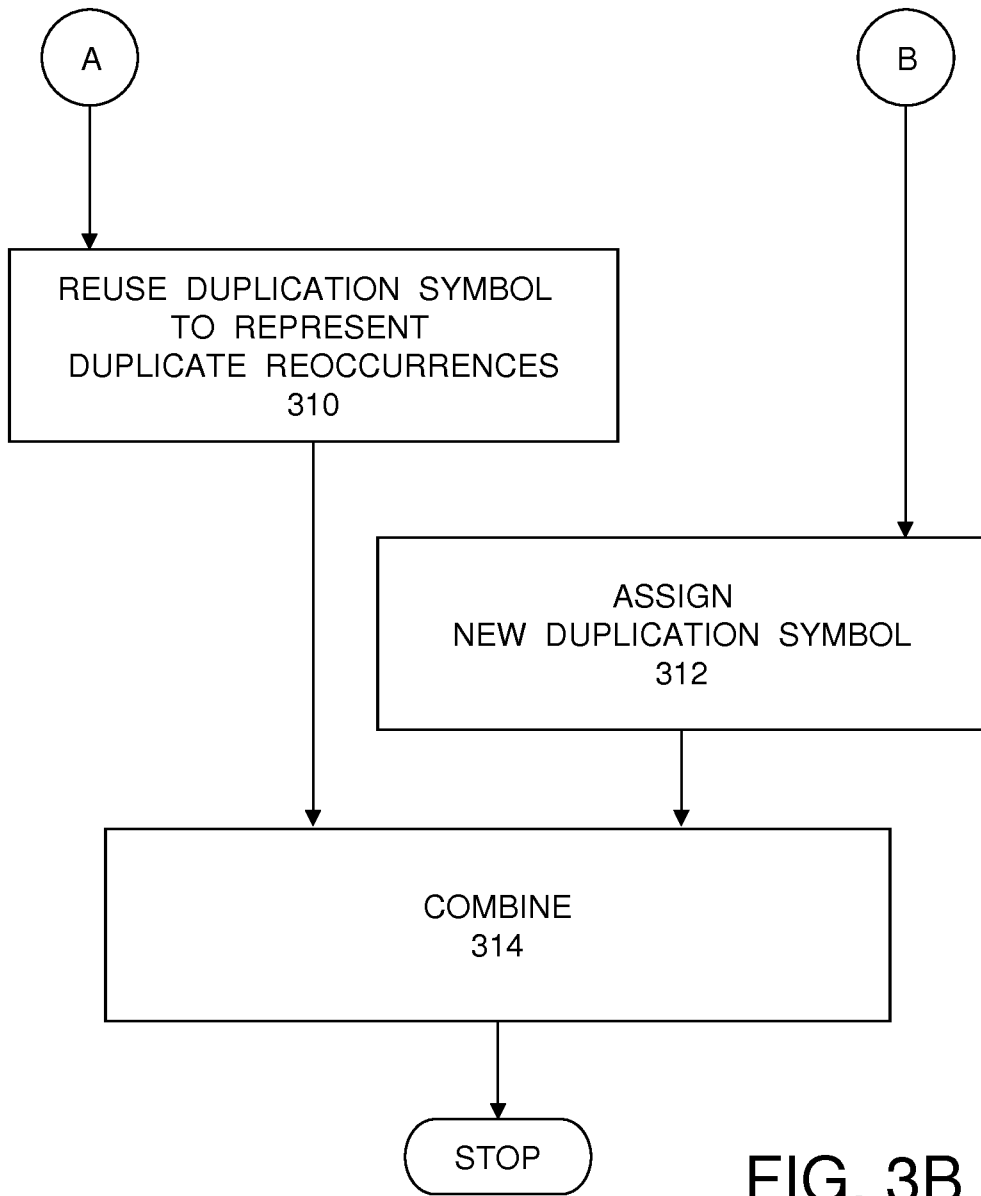 A
B
REUSE DUPLICATION SYMBOL
TO REPRESENT
DUPLICATE REOCCURRENCES
310
ASSIGN
NEW DUPLICATION SYMBOL
312
COMBINE
314
STOP
FIG. 3B